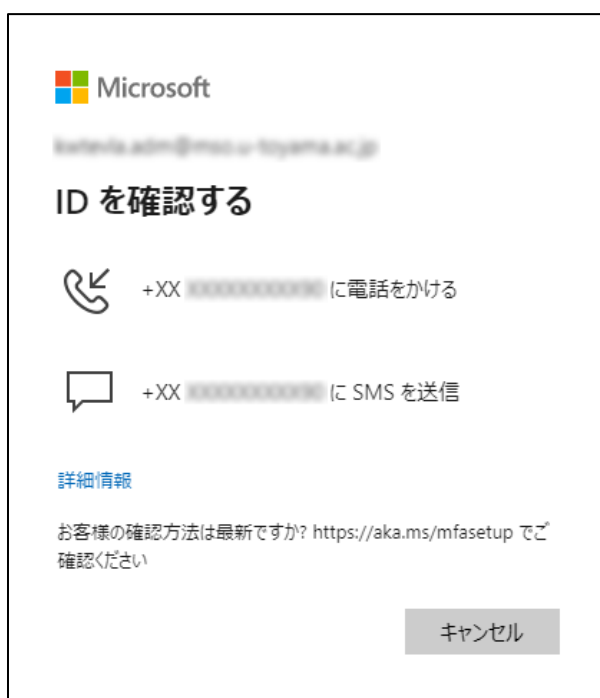 Microsoft
ID を確認する
+XX に電話をかける
+XX に SMS を送信
詳細情報
お客様の確認方法は最新ですか? https://aka.ms/mfasetup でご
確認ください
キャンセル